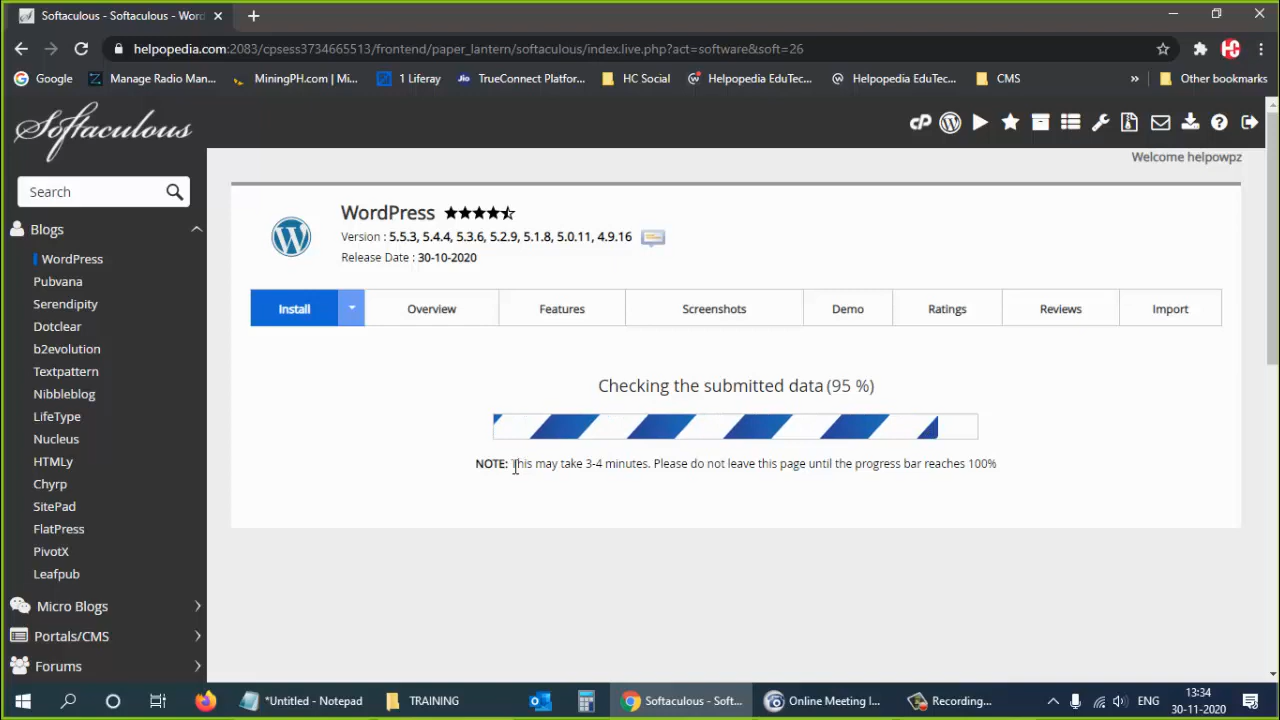 Softaculous - Softaculous - Wor
helpopedia.com:2083/cpsess3734665513/frontend/paper_lantern/softaculous/index.live.php?act=software&soft=26
Google
Manage Radio Man...
MiningPH.com | Mi...
1 Liferay
Jio
TrueConnect Platfor...
HC Social
Helpopedia EduTec...
Helpopedia EduTec...
CMS
»
Other bookmarks
Softaculous
cP
Welcome helpowpz
Search
WordPress
Version : 5.5.3, 5.4.4, 5.3.6, 5.2.9, 5.1.8, 5.0.11, 4.9.16
Release Date : 30-10-2020
Blogs
WordPress
Pubvana
Serendipity
Dotclear
b2evolution
Textpattern
Nibbleblog
LifeType
Nucleus
HTMLy
Chyrp
SitePad
FlatPress
PivotX
Leafpub
Micro Blogs
Portals/CMS
Forums
Install
Overview
Features
Screenshots
Demo
Ratings
Reviews
Import
Checking the submitted data (95 %)
NOTE: This may take 3-4 minutes. Please do not leave this page until the progress bar reaches 100%
*Untitled - Notepad
TRAINING
Softaculous - Soft...
Online Meeting I...
Recording...
ENG
13:34
30-11-2020